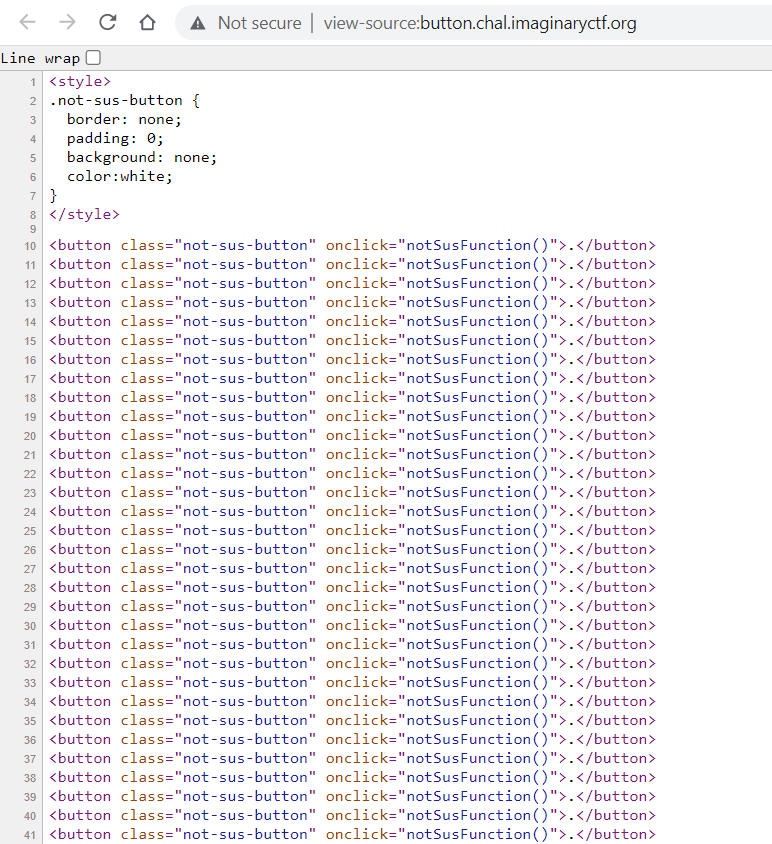 Not secure | view-source:button.chal.imaginaryctf.org
Line wrap
1 <style>
2 .not-sus-button {
3 border: none;
4 padding: 0;
5 background: none;
6 color:white;
7 }
8 </style>
9
10 <button class="not-sus-button" onclick="notSusFunction()">.</button>
11 <button class="not-sus-button" onclick="notSusFunction()">.</button>
12 <button class="not-sus-button" onclick="notSusFunction()">.</button>
13 <button class="not-sus-button" onclick="notSusFunction()">.</button>
14 <button class="not-sus-button" onclick="notSusFunction()">.</button>
15 <button class="not-sus-button" onclick="notSusFunction()">.</button>
16 <button class="not-sus-button" onclick="notSusFunction()">.</button>
17 <button class="not-sus-button" onclick="notSusFunction()">.</button>
18 <button class="not-sus-button" onclick="notSusFunction()">.</button>
19 <button class="not-sus-button" onclick="notSusFunction()">.</button>
20 <button class="not-sus-button" onclick="notSusFunction()">.</button>
21 <button class="not-sus-button" onclick="notSusFunction()">.</button>
22 <button class="not-sus-button" onclick="notSusFunction()">.</button>
23 <button class="not-sus-button" onclick="notSusFunction()">.</button>
24 <button class="not-sus-button" onclick="notSusFunction()">.</button>
25 <button class="not-sus-button" onclick="notSusFunction()">.</button>
26 <button class="not-sus-button" onclick="notSusFunction()">.</button>
27 <button class="not-sus-button" onclick="notSusFunction()">.</button>
28 <button class="not-sus-button" onclick="notSusFunction()">.</button>
29 <button class="not-sus-button" onclick="notSusFunction()">.</button>
30 <button class="not-sus-button" onclick="notSusFunction()">.</button>
31 <button class="not-sus-button" onclick="notSusFunction()">.</button>
32 <button class="not-sus-button" onclick="notSusFunction()">.</button>
33 <button class="not-sus-button" onclick="notSusFunction()">.</button>
34 <button class="not-sus-button" onclick="notSusFunction()">.</button>
35 <button class="not-sus-button" onclick="notSusFunction()">.</button>
36 <button class="not-sus-button" onclick="notSusFunction()">.</button>
37 <button class="not-sus-button" onclick="notSusFunction()">.</button>
38 <button class="not-sus-button" onclick="notSusFunction()">.</button>
39 <button class="not-sus-button" onclick="notSusFunction()">.</button>
40 <button class="not-sus-button" onclick="notSusFunction()">.</button>
41 <button class="not-sus-button" onclick="notSusFunction()">.</button>